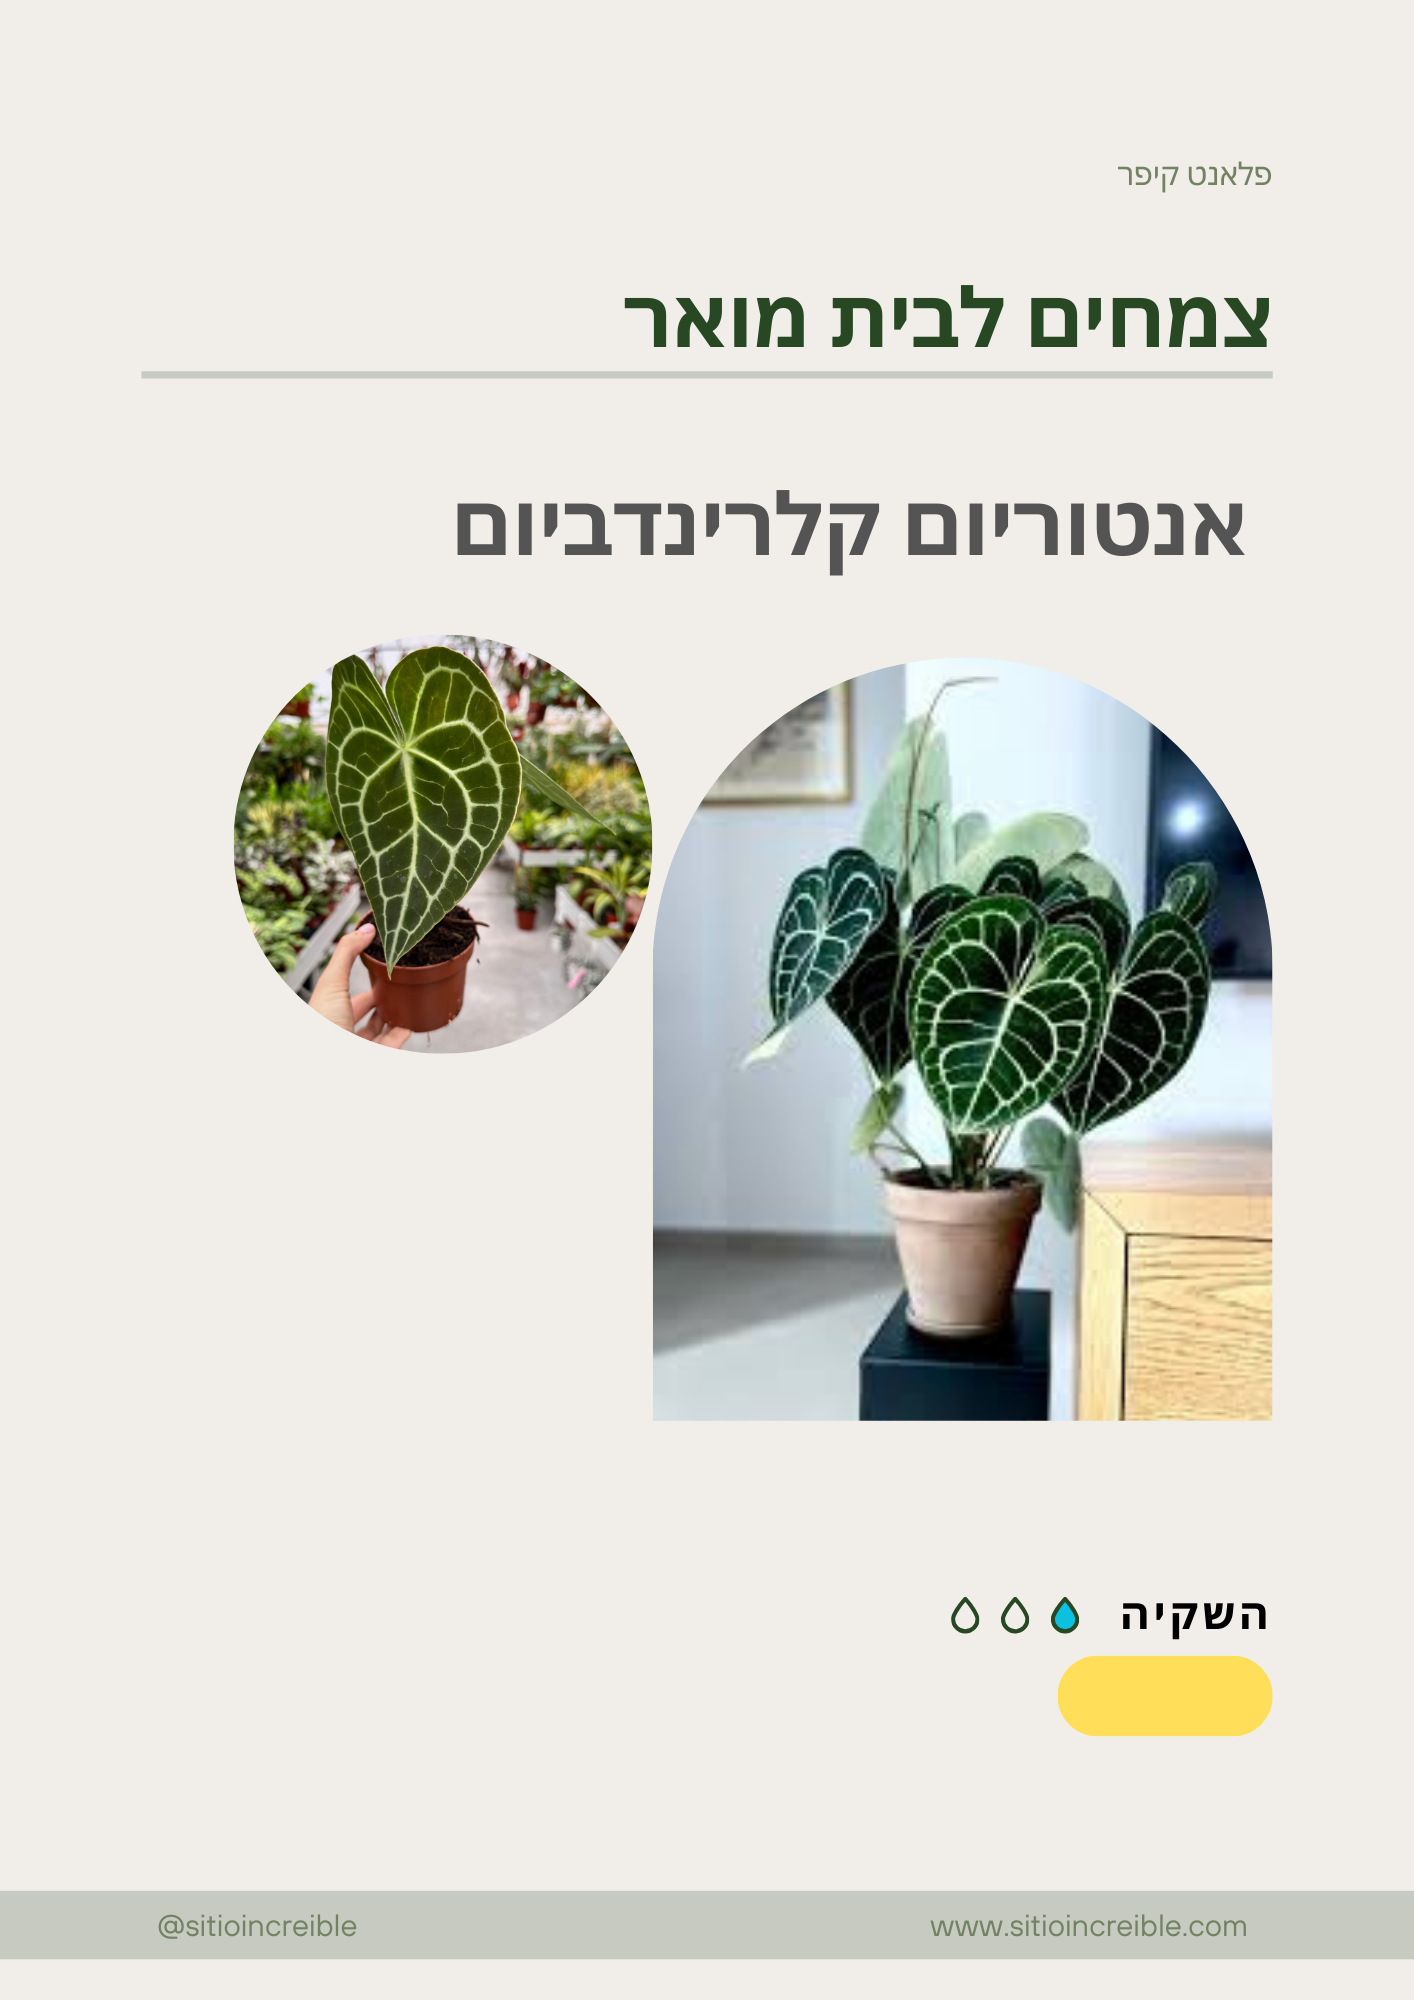 פלאנט קיפר
צמחים לבית מואר
אנטוריום קלרינדביום
השקיה
@sitioincreible
www.sitioincreible.com